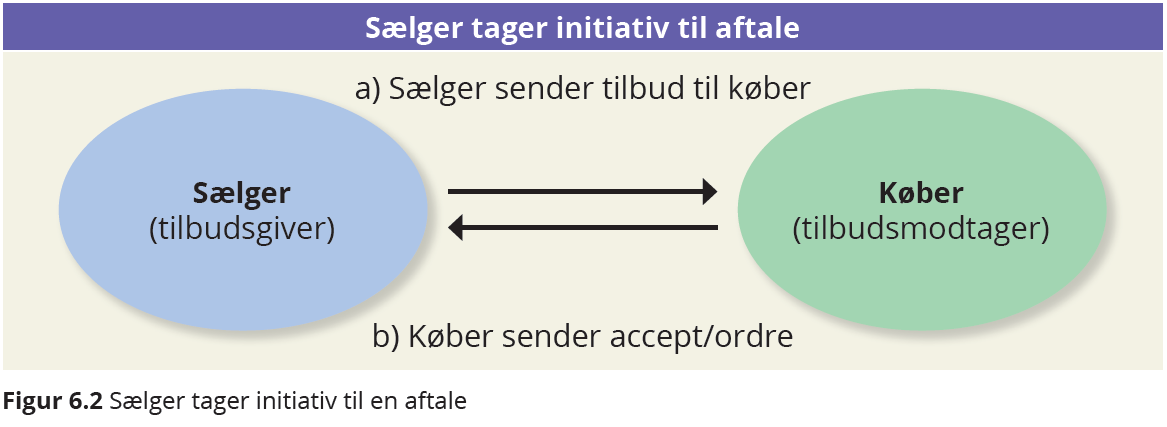 Sælger tager initiativ til aftale
a) Sælger sender tilbud til køber
Sælger
(tilbudsgiver)
Køber
(tilbudsmodtager)
b) Køber sender accept/ordre
Figur 6.2 Sælger tager initiativ til en aftale